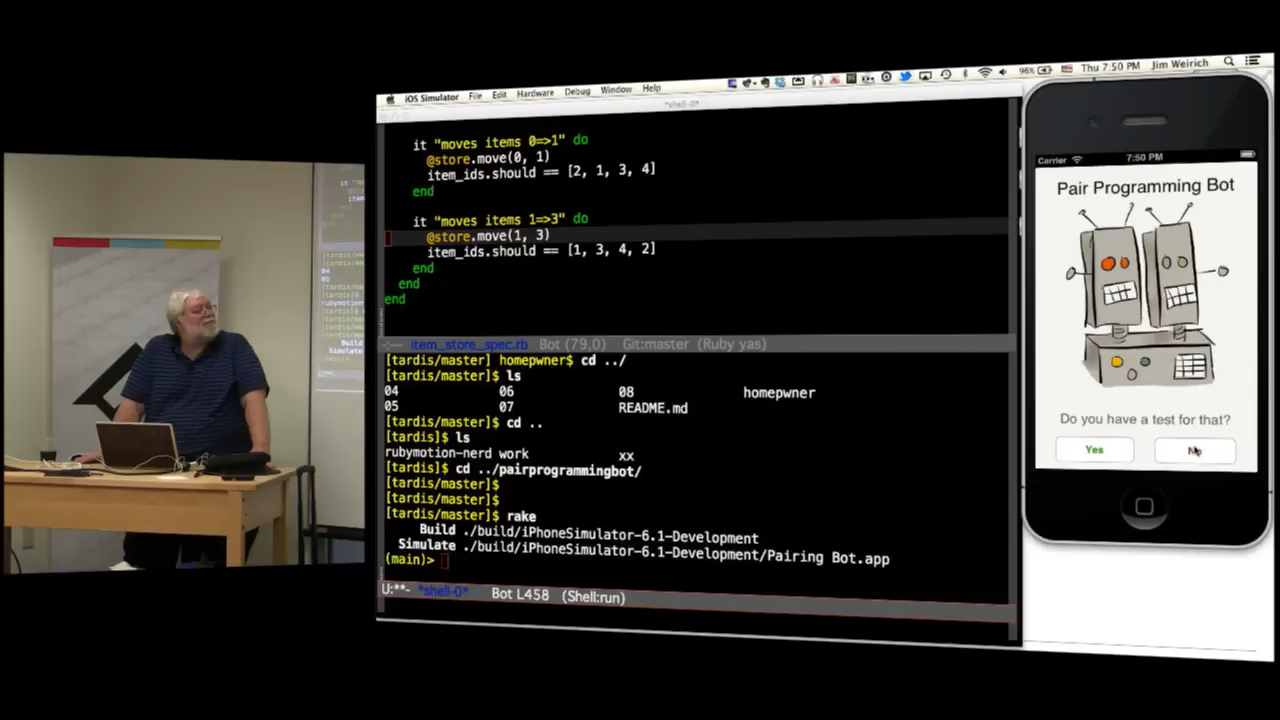 iOS Simulator File Edit Hardware Debug Window Help
96% Thu 7:50 PM Jim Weirich
*shell-0*
it "moves items 0=>1" do
@store.move(0, 1)
item_ids.should == [2, 1, 3, 4]
end
it "moves items 1=>3" do
@store.move(1, 3)
item_ids.should == [1, 3, 4, 2]
end
end
end
-:--- item_store_spec.rb Bot (79,0) Git:master (Ruby yas)
[tardis/master] homepwner$ cd ../
[tardis/master]$ ls
04 06 08 homepwner
05 07 README.md
[tardis/master]$ cd ..
[tardis]$ ls
rubymotion-nerd work xx
[tardis]$ cd ../pairprogrammingbot/
[tardis/master]$
[tardis/master]$
[tardis/master]$ rake
Build ./build/iPhoneSimulator-6.1-Development
Simulate ./build/iPhoneSimulator-6.1-Development/Pairing Bot.app
(main)>
U:**- *shell-0* Bot L458 (Shell:run)
Carrier 7:50 PM
Pair Programming Bot
Do you have a test for that?
Yes No